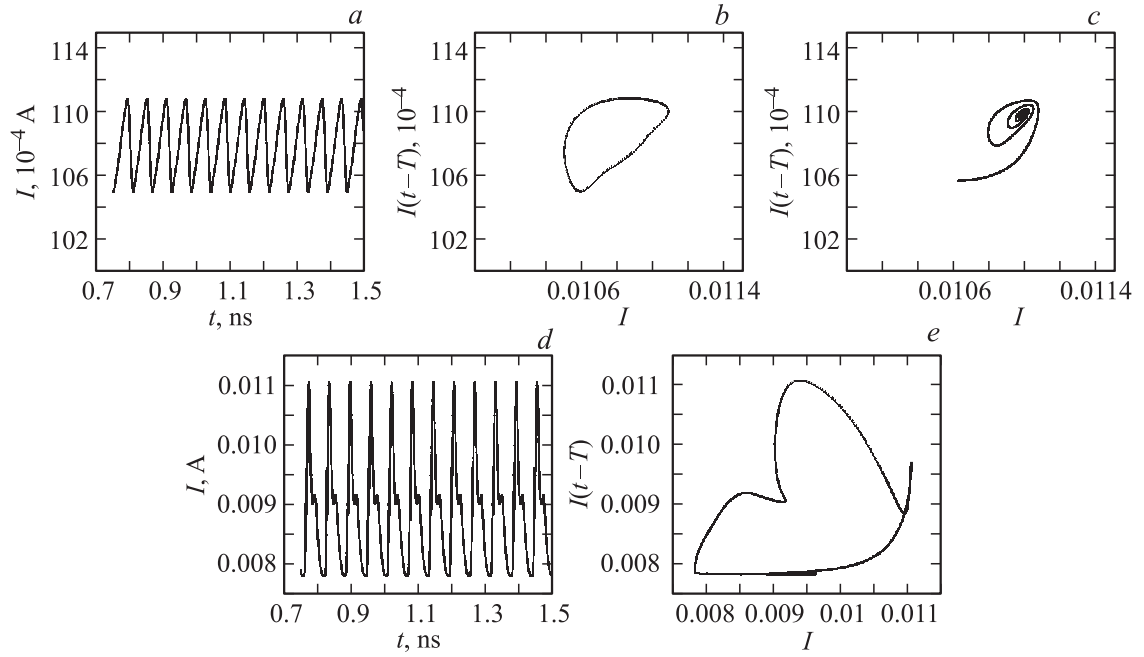 a
I, 10⁻⁴ A
114
110
106
102
0.7 0.9 1.1 1.3 1.5
t, ns
b
I(t−T), 10⁻⁴
114
110
106
102
0.0106 0.0114
I
c
I(t−T), 10⁻⁴
114
110
106
102
0.0106 0.0114
I
d
I, A
0.011
0.010
0.009
0.008
0.7 0.9 1.1 1.3 1.5
t, ns
e
I(t−T)
0.011
0.010
0.009
0.008
0.008 0.009 0.01 0.011
I